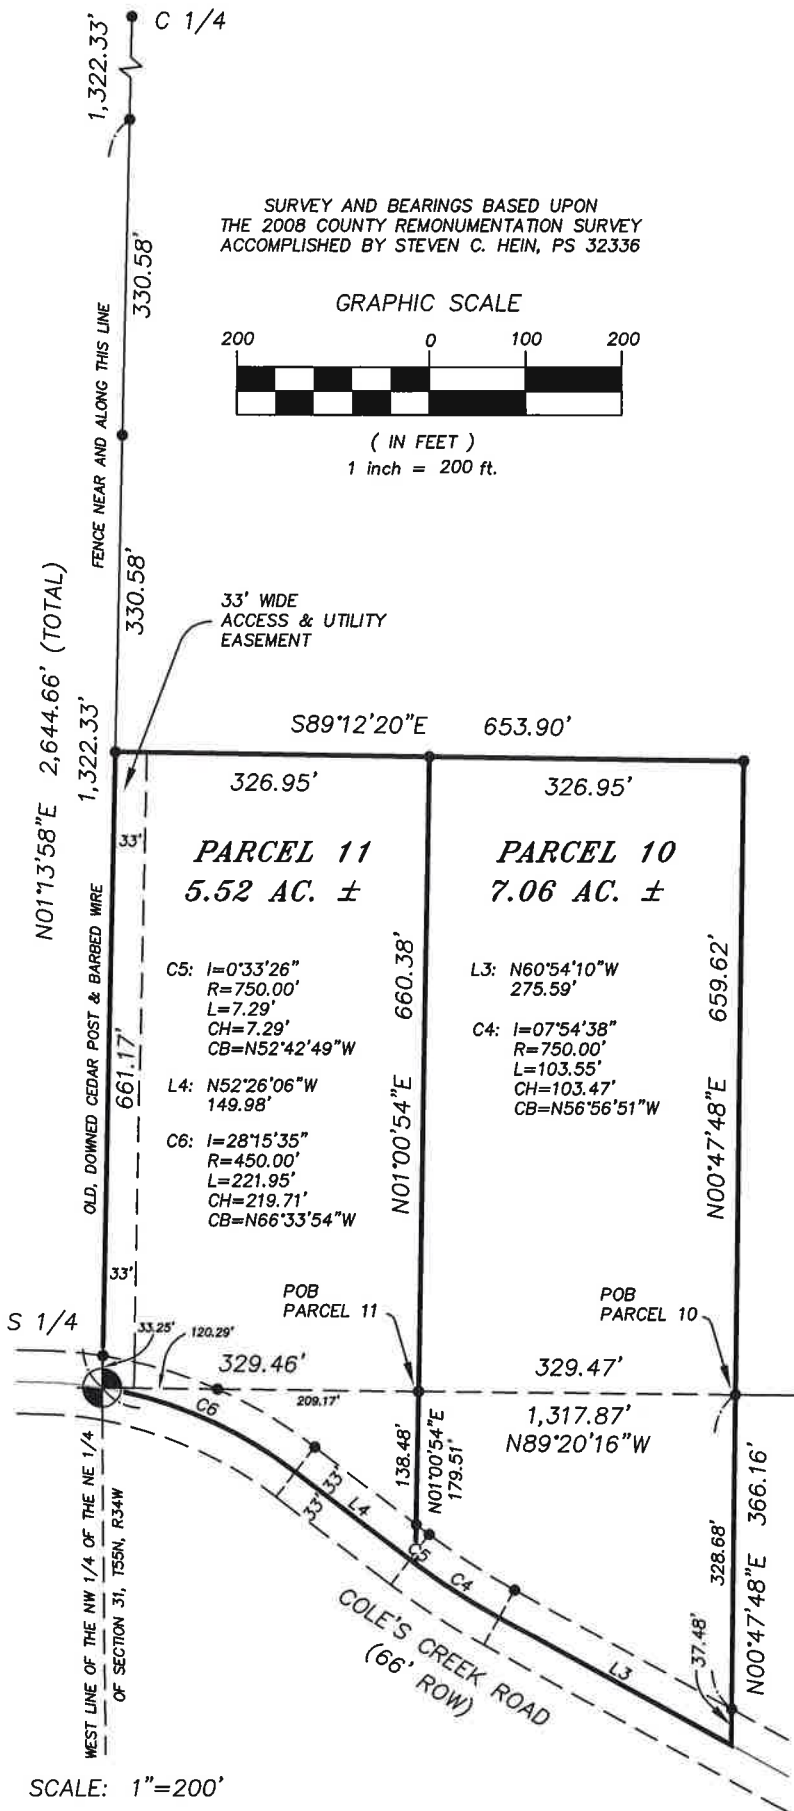 C 1/4
1,322.33'
SURVEY AND BEARINGS BASED UPON
THE 2008 COUNTY REMONUMENTATION SURVEY
ACCOMPLISHED BY STEVEN C. HEIN, PS 32336
330.58'
GRAPHIC SCALE
200 0 100 200
( IN FEET )
1 inch = 200 ft.
FENCE NEAR AND ALONG THIS LINE
330.58'
33' WIDE
ACCESS & UTILITY
EASEMENT
N01°13'58"E 2,644.66' (TOTAL)
1,322.33'
S89°12'20"E 653.90'
326.95'
326.95'
33'
PARCEL 11
5.52 AC. ±
PARCEL 10
7.06 AC. ±
OLD, DOWNED CEDAR POST & BARBED WIRE
661.17'
C5: I=0°33'26"
R=750.00'
L=7.29'
CH=7.29'
CB=N52°42'49"W
L4: N52°26'06"W
149.98'
C6: I=28°15'35"
R=450.00'
L=221.95'
CH=219.71'
CB=N66°33'54"W
N01°00'54"E 660.38'
L3: N60°54'10"W
275.59'
C4: I=07°54'38"
R=750.00'
L=103.55'
CH=103.47'
CB=N56°56'51"W
N00°47'48"E 659.62'
33'
POB
PARCEL 11
POB
PARCEL 10
S 1/4
33.25'
120.29'
329.46'
329.47'
209.17'
C6
1,317.87'
N89°20'16"W
138.48'
N01°00'54"E
179.51'
33'
33'
L4
C5
C4
L3
328.68'
N00°47'48"E 366.16'
37.48'
COLE'S CREEK ROAD
(66' ROW)
WEST LINE OF THE NW 1/4 OF THE NE 1/4
OF SECTION 31, T55N, R34W
SCALE: 1"=200'